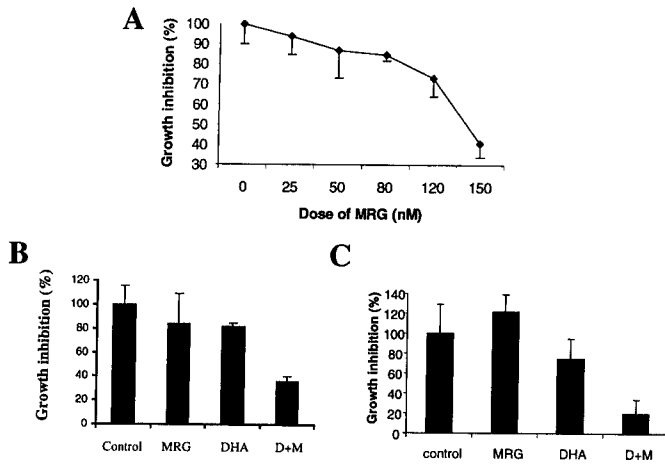 A
Growth inhibition (%)
100
90
80
70
60
50
40
30
0 25 50 80 120 150
Dose of MRG (nM)
B
Growth inhibition (%)
120
100
80
60
40
20
0
Control MRG DHA D+M
C
Growth inhibition (%)
140
120
100
80
60
40
20
0
control MRG DHA D+M